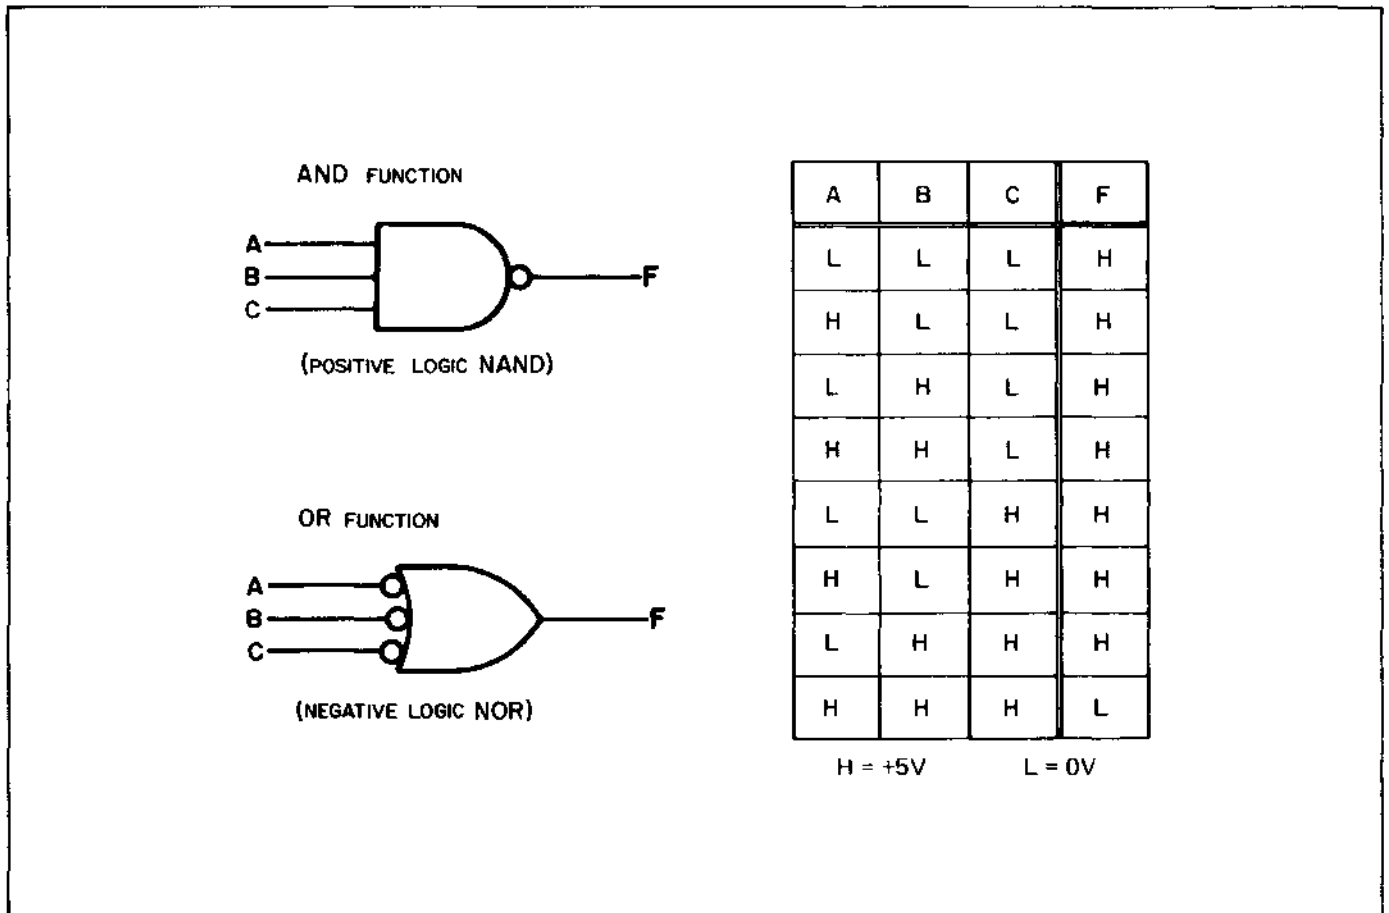 AND FUNCTION
A
B
C
F
(POSITIVE LOGIC NAND)
OR FUNCTION
A
B
C
F
(NEGATIVE LOGIC NOR)
A B C F
L L L H
H L L H
L H L H
H H L H
L L H H
H L H H
L H H H
H H H L
H = +5V L = 0V